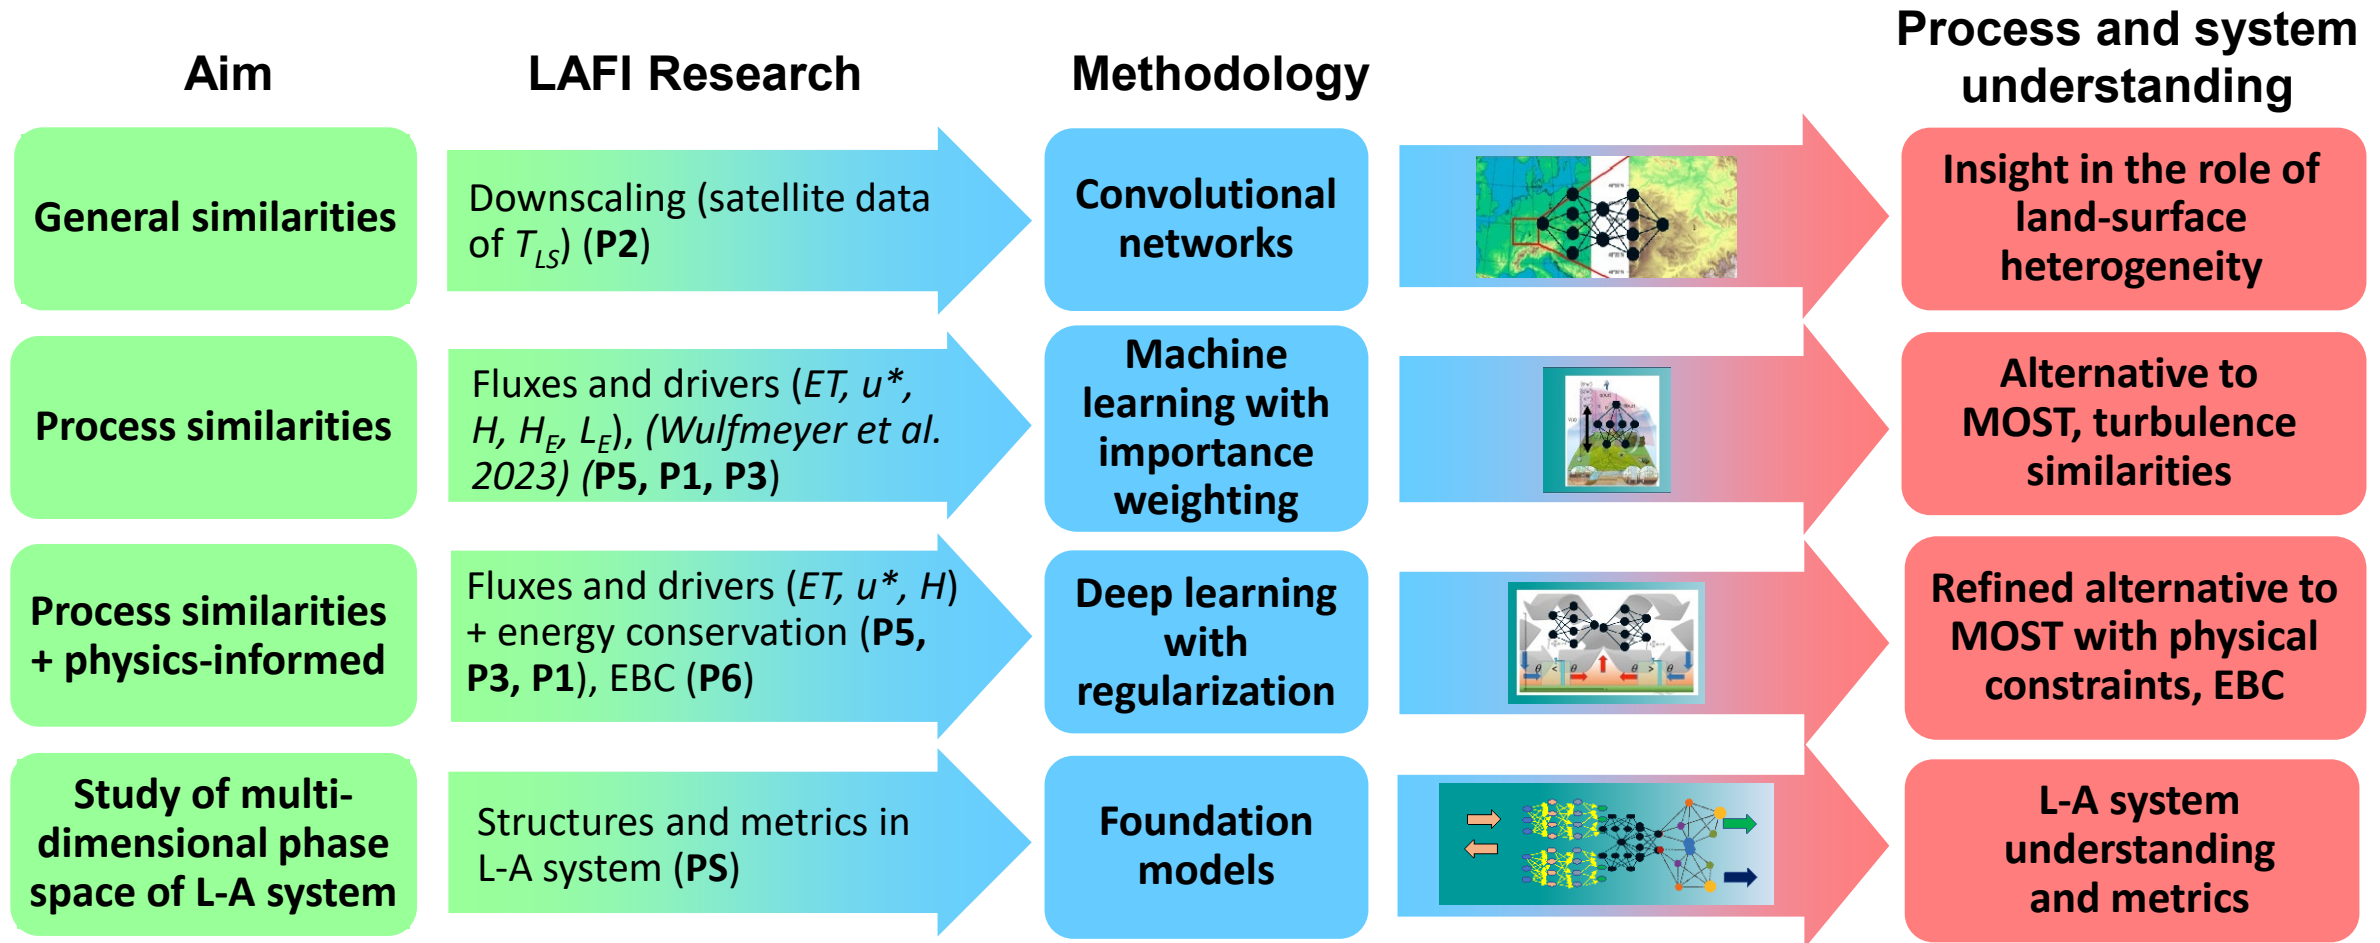 Aim
LAFI Research
Methodology
Process and system
understanding
General similarities
Downscaling (satellite data
of T_LS) (P2)
Convolutional
networks
Insight in the role of
land-surface
heterogeneity
Process similarities
Fluxes and drivers (ET, u*,
H, H_E, L_E), (Wulfmeyer et al.
2023) (P5, P1, P3)
Machine
learning with
importance
weighting
Alternative to
MOST, turbulence
similarities
Process similarities
+ physics-informed
Fluxes and drivers (ET, u*, H)
+ energy conservation (P5,
P3, P1), EBC (P6)
Deep learning
with
regularization
θ < θ
θ > θ
Refined alternative to
MOST with physical
constraints, EBC
Study of multi-
dimensional phase
space of L-A system
Structures and metrics in
L-A system (PS)
Foundation
models
L-A system
understanding
and metrics